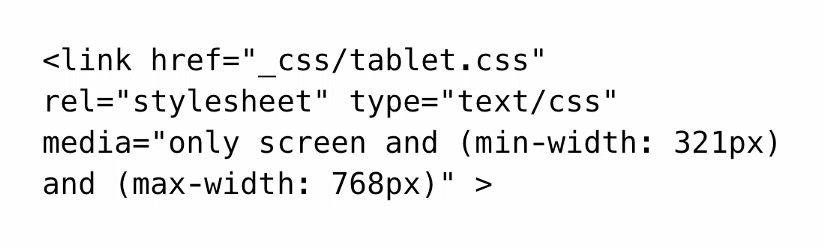 <link href="_css/tablet.css"
rel="stylesheet" type="text/css"
media="only screen and (min-width: 321px)
and (max-width: 768px)" >